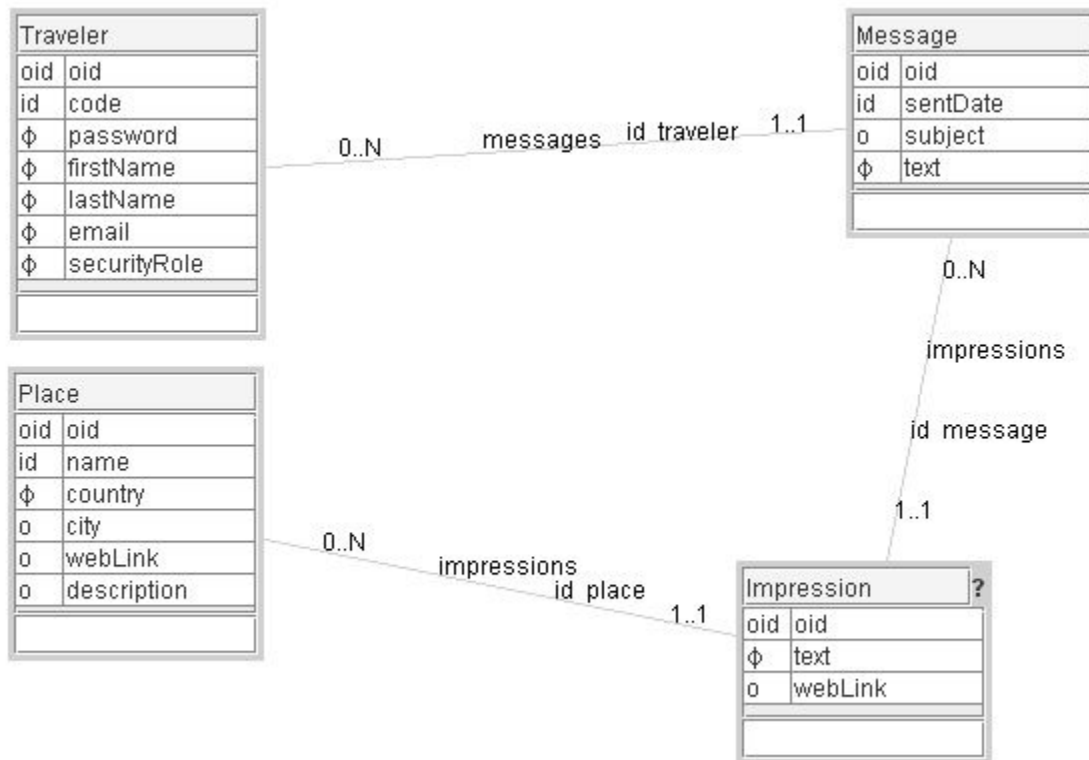 Traveler
oid oid
id code
ϕ password
ϕ firstName
ϕ lastName
ϕ email
ϕ securityRole
0..N messages id traveler 1..1
Message
oid oid
id sentDate
o subject
ϕ text
0..N
impressions
id message
1..1
Place
oid oid
id name
ϕ country
o city
o webLink
o description
0..N
impressions
id place
1..1
Impression ?
oid oid
ϕ text
o webLink